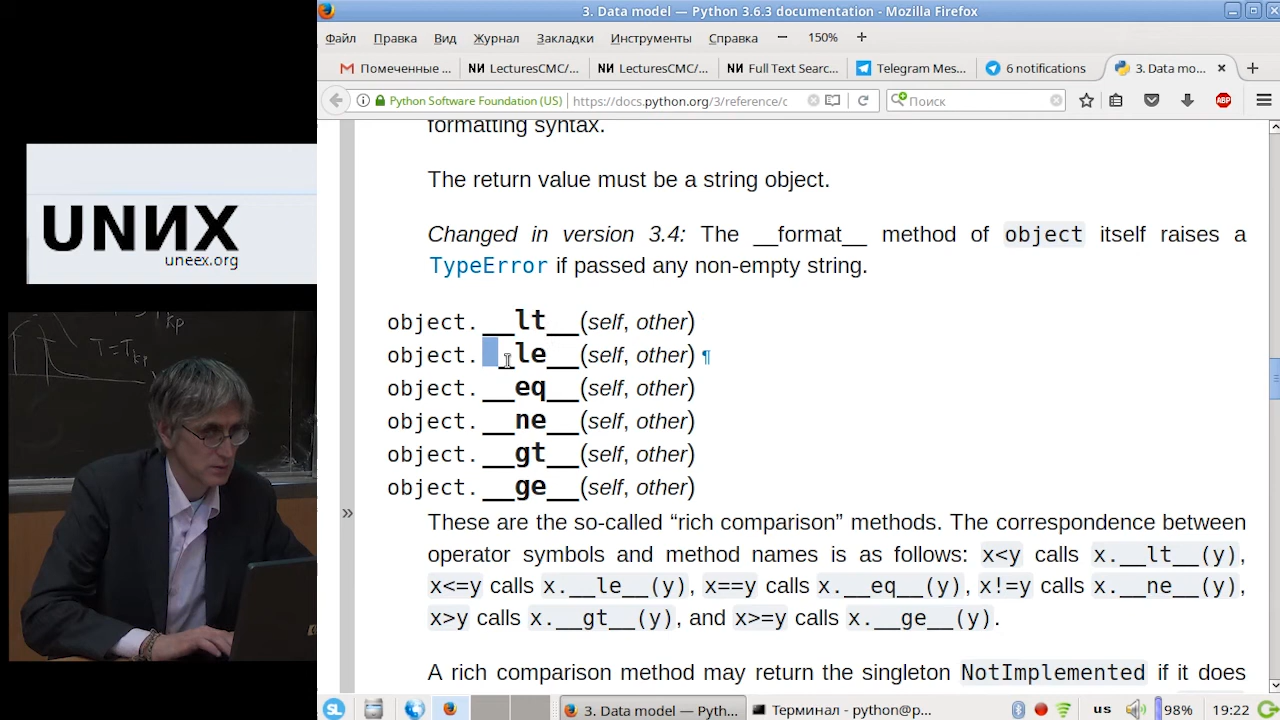 3. Data model — Python 3.6.3 documentation - Mozilla Firefox
Файл Правка Вид Журнал Закладки Инструменты Справка − 150% +
Помеченные ... LecturesCMC/... LecturesCMC/... Full Text Searc... Telegram Mes... 6 notifications 3. Data mo...
Python Software Foundation (US) https://docs.python.org/3/reference/c Поиск ABP
formatting syntax.
The return value must be a string object.
Changed in version 3.4: The __format__ method of object itself raises a
TypeError if passed any non-empty string.
object.__lt__(self, other)
object.__le__(self, other) ¶
object.__eq__(self, other)
object.__ne__(self, other)
object.__gt__(self, other)
object.__ge__(self, other)
These are the so-called “rich comparison” methods. The correspondence between
operator symbols and method names is as follows: x<y calls x.__lt__(y),
x<=y calls x.__le__(y), x==y calls x.__eq__(y), x!=y calls x.__ne__(y),
x>y calls x.__gt__(y), and x>=y calls x.__ge__(y).
A rich comparison method may return the singleton NotImplemented if it does
3. Data model — Pyth... Терминал - python@p... us 98% 19:22
UNИX
uneex.org
T=Tкр